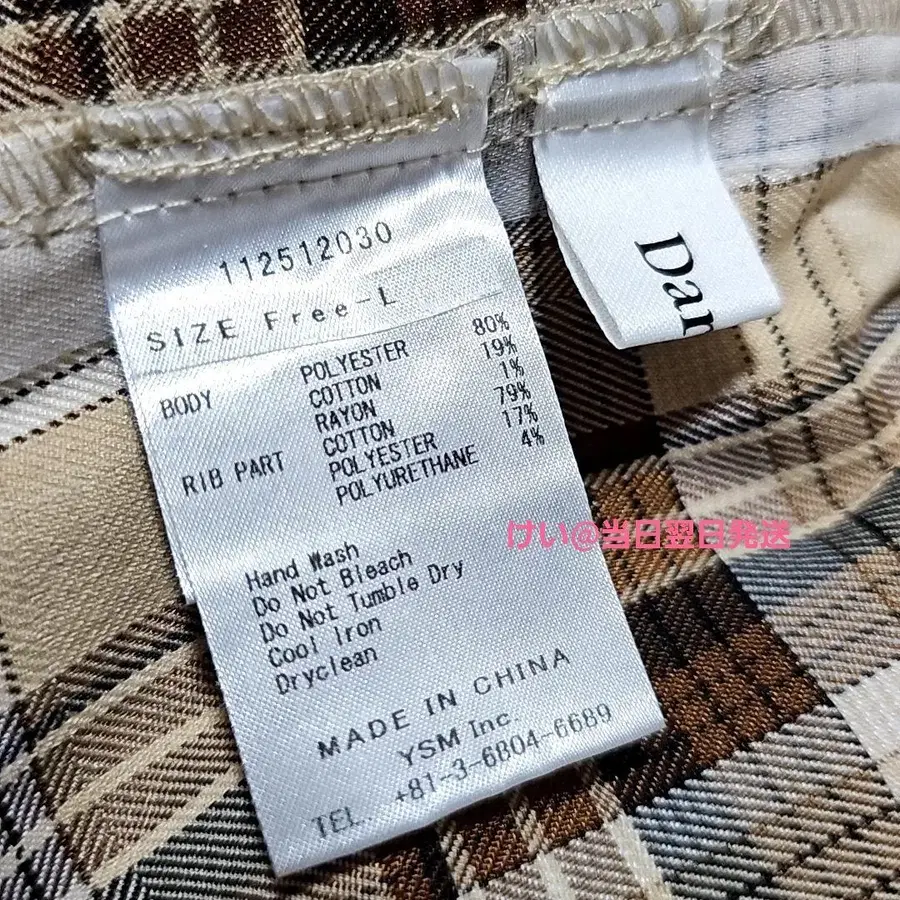 112512030
SIZE Free-L
BODY POLYESTER 80%
COTTON 19%
RAYON 1%
RIB PART COTTON 79%
POLYESTER 17%
POLYURETHANE 4%
Hand Wash
Do Not Bleach
Do Not Tumble Dry
Cool Iron
Dryclean
MADE IN CHINA
YSM Inc.
TEL. +81-3-6804-6689
Dar
けい@当日翌日発送